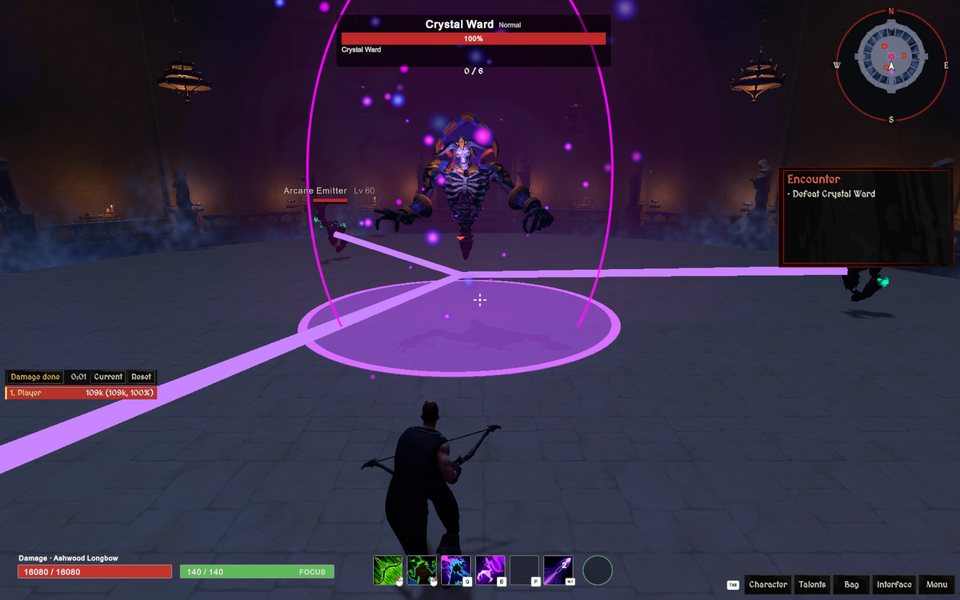 Crystal Ward Normal
100%
Crystal Ward
0 / 6
N
W
E
S
Arcane Emitter Lv 60
Encounter
· Defeat Crystal Ward
Damage done 0:01 Current Reset
1. Player 109k (109k, 100%)
Damage · Ashwood Longbow
16080 / 16080
140 / 140 FOCUS
Q
E
F
Character
Talents
Bag
Interface
Menu